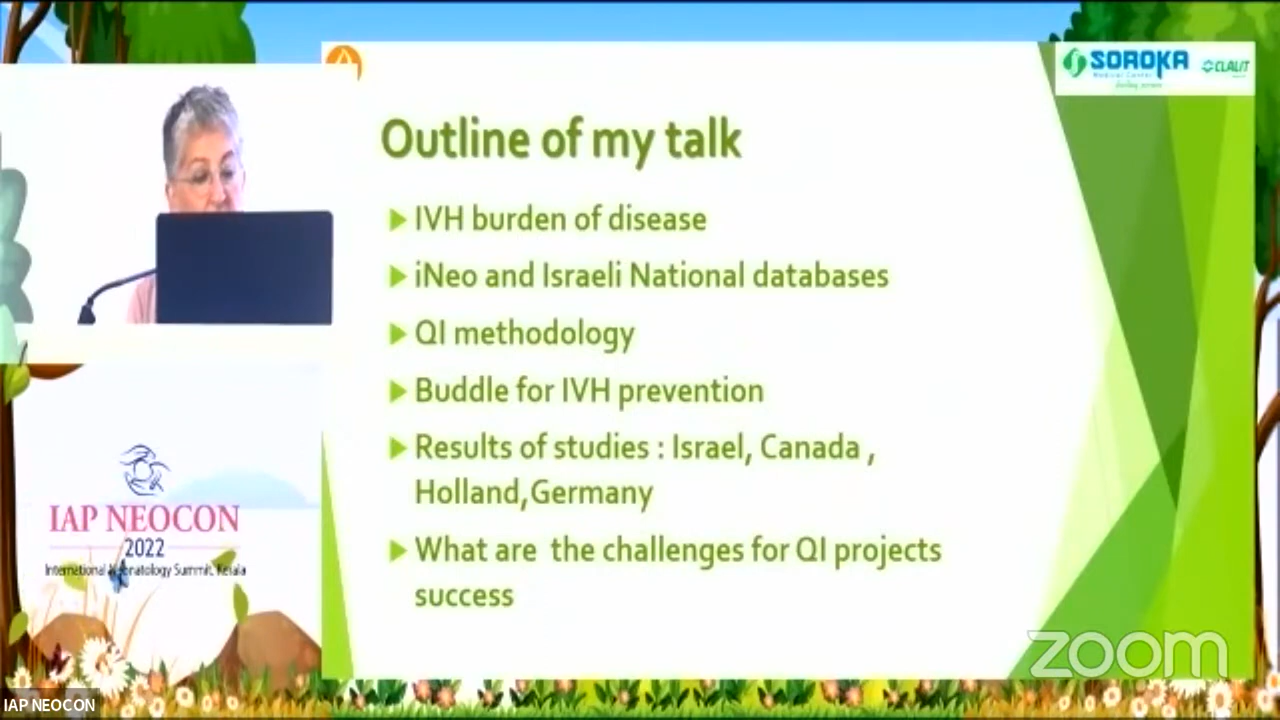 SOROKA
Medical Center
CLALIT
Outline of my talk
IVH burden of disease
iNeo and Israeli National databases
QI methodology
Buddle for IVH prevention
Results of studies : Israel, Canada ,
Holland,Germany
What are the challenges for QI projects
success
IAP NEOCON
2022
International Neonatology Summit, Kerala
zoom
IAP NEOCON